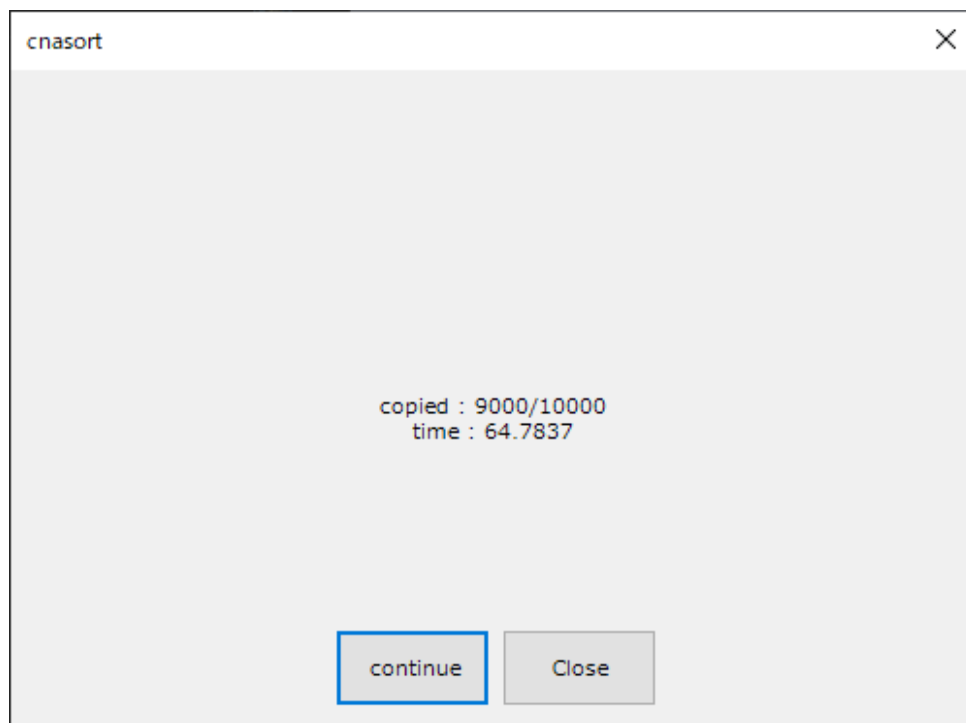 cnasort
copied : 9000/10000
time : 64.7837
continue
Close